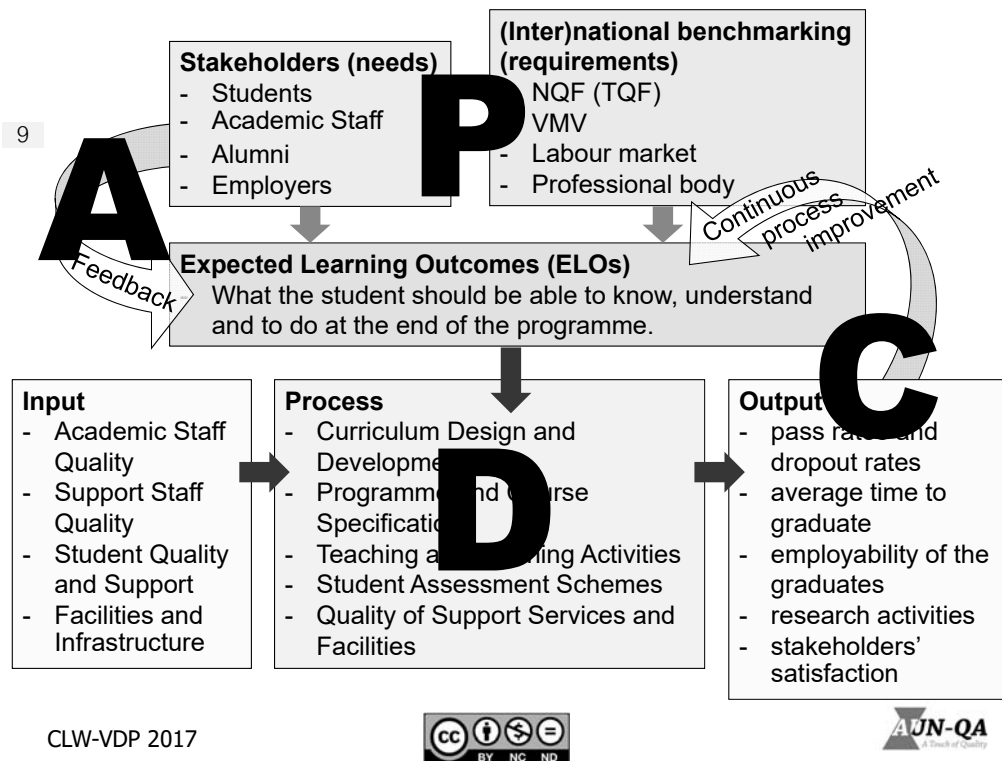 9
Stakeholders (needs)
- Students
- Academic Staff
- Alumni
- Employers
(Inter)national benchmarking
(requirements)
NQF (TQF)
VMV
- Labour market
- Professional body
P
A
Feedback
Continuous
process
improvement
Expected Learning Outcomes (ELOs)
- What the student should be able to know, understand
and to do at the end of the programme.
C
Input
- Academic Staff
Quality
- Support Staff
Quality
- Student Quality
and Support
- Facilities and
Infrastructure
Process
- Curriculum Design and
- Programme and
- Teaching Activities
- Student Assessment Schemes
- Quality of Support Services and
Facilities
D
Output
- pass rates and
dropout rates
- average time to
graduate
- employability of the
graduates
- research activities
- stakeholders'
satisfaction
CLW-VDP 2017
cc
BY NC ND
AUN-QA
A Touch of Quality